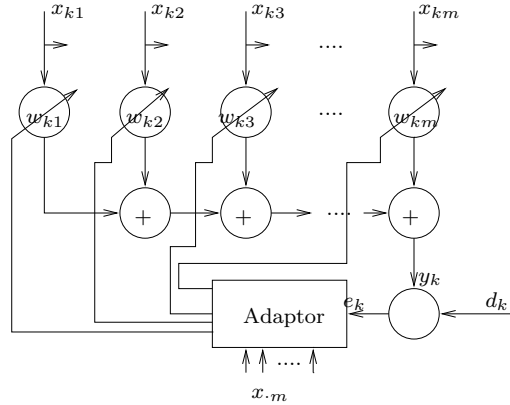 x_{k1} x_{k2} x_{k3} x_{km}
....
w_{k1} w_{k2} w_{k3} .... w_{km}
+ + .... +
y_k
e_k d_k
Adaptor
....
x_{.m}